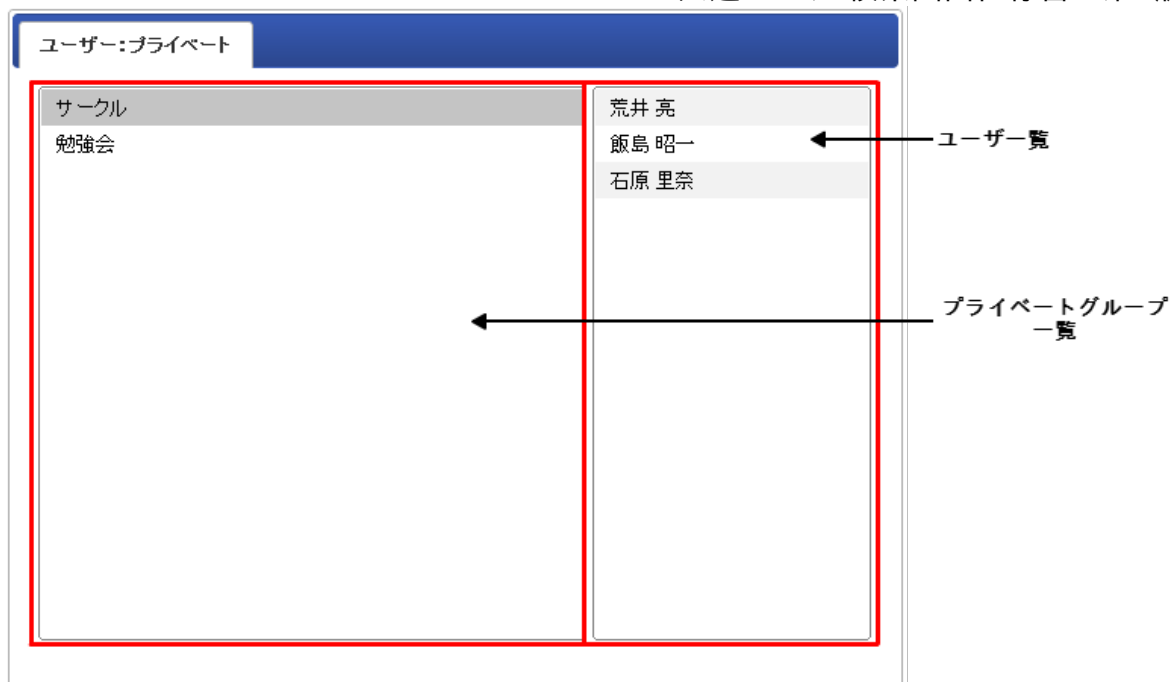 ユーザー:プライベート
サークル
勉強会
荒井 亮
飯島 昭一
石原 里奈
ユーザ一覧
プライベートグループ
一覧